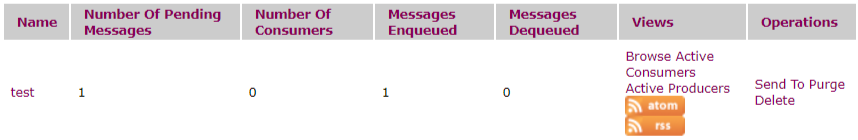 Name Number Of Pending Messages Number Of Consumers Messages Enqueued Messages Dequeued Views Operations
test 1 0 1 0
Browse Active
Consumers
Active Producers
atom
rss
Send To Purge
Delete